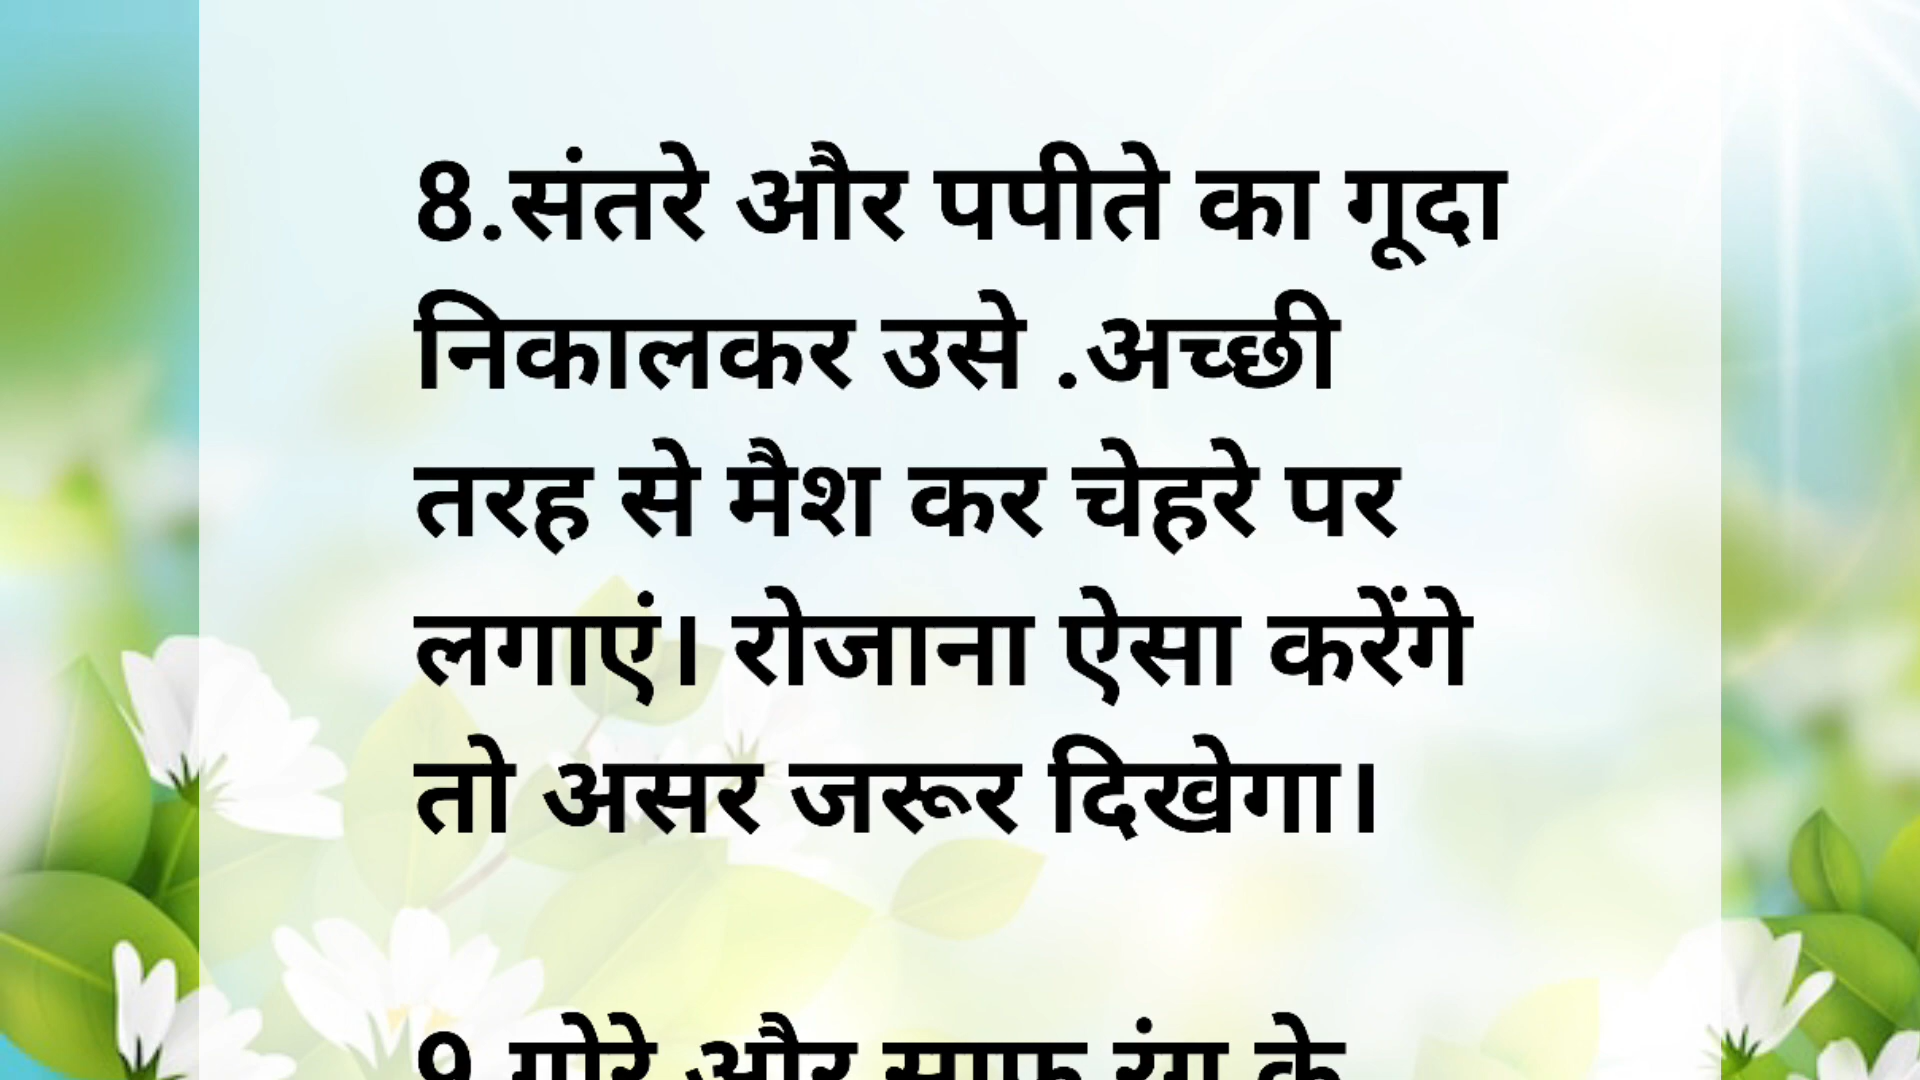 8.संतरे और पपीते का गूदा
निकालकर उसे .अच्छी
तरह से मैश कर चेहरे पर
लगाएं। रोजाना ऐसा करेंगे
तो असर जरूर दिखेगा।
9.गोरे और साफ रंग के